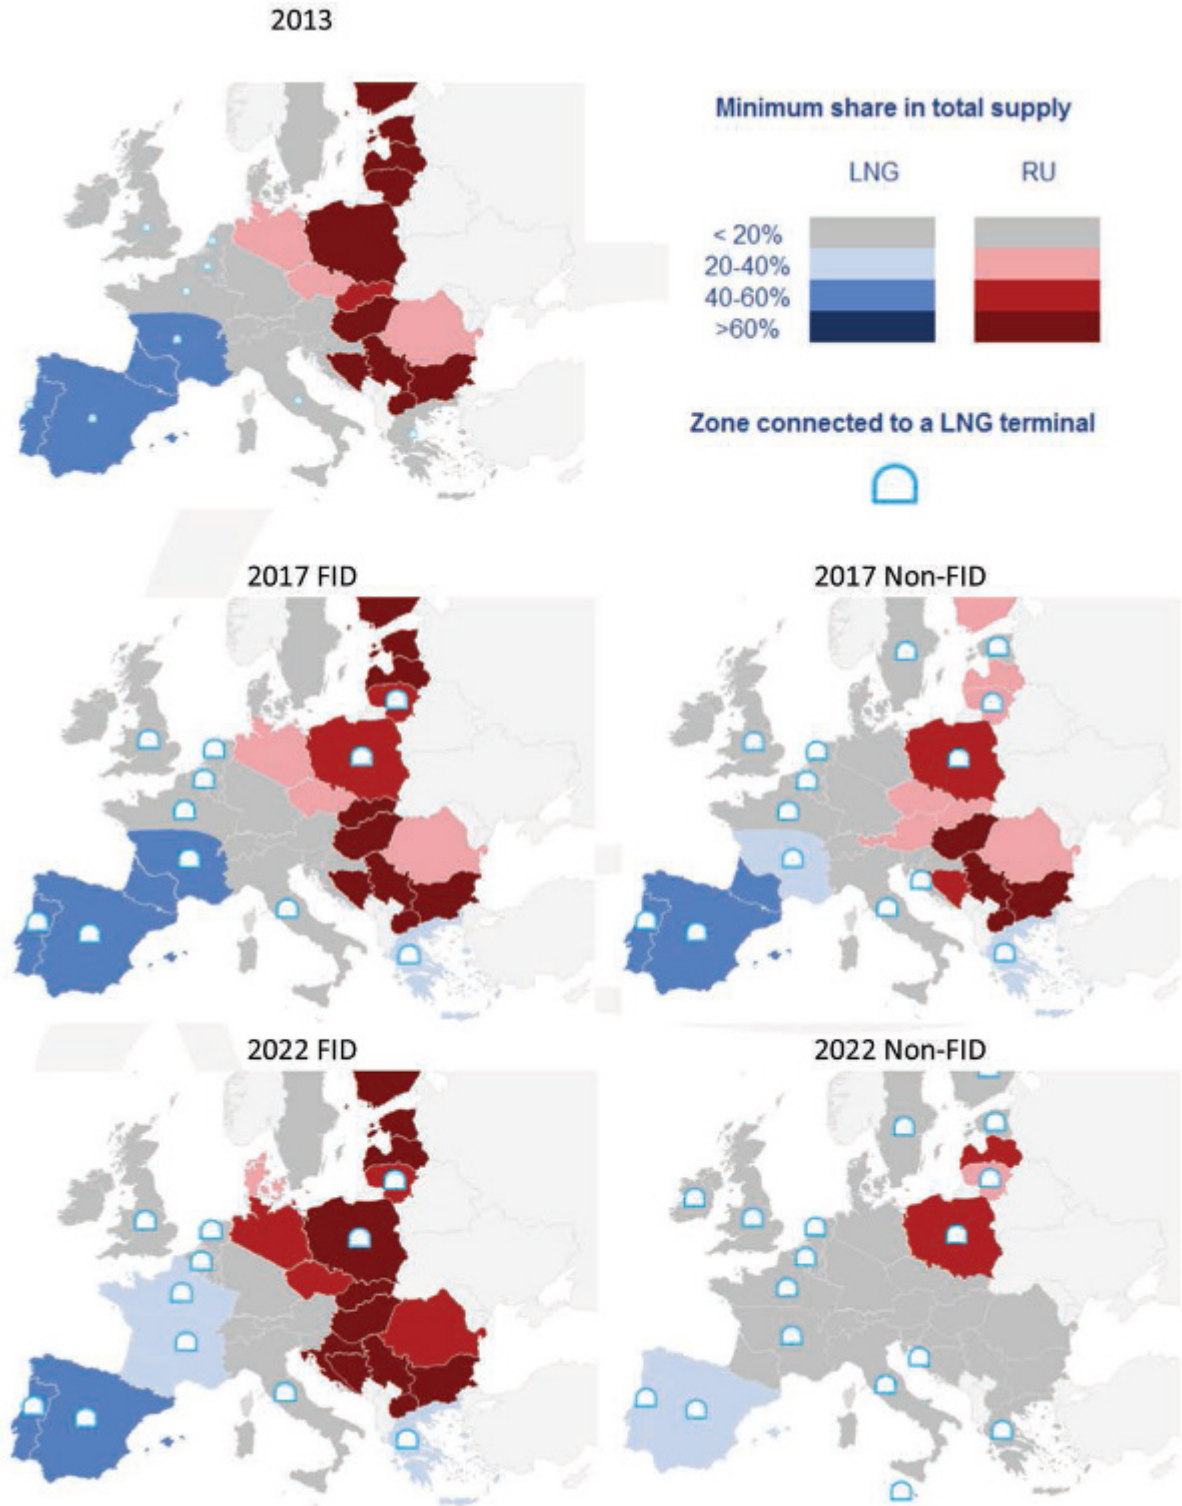 2013
Minimum share in total supply
LNG RU
< 20%
20-40%
40-60%
>60%
Zone connected to a LNG terminal
2017 FID 2017 Non-FID
2022 FID 2022 Non-FID